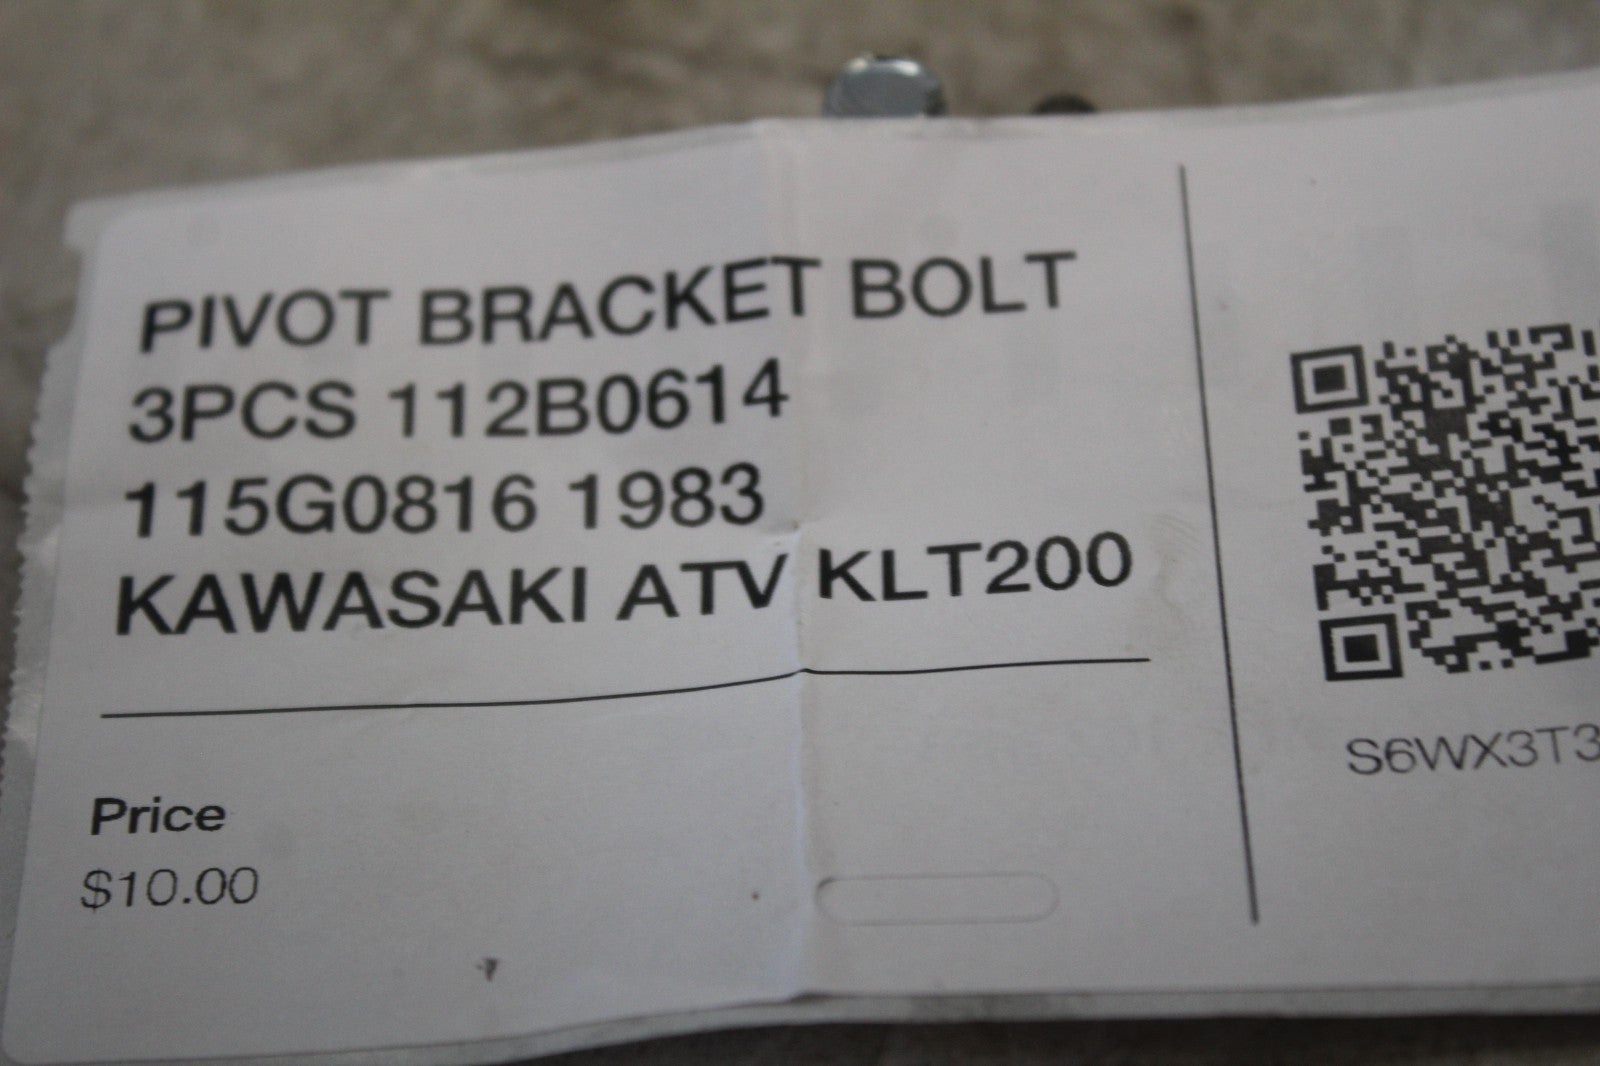 PIVOT BRACKET BOLT
3PCS 112B0614
115G0816 1983
KAWASAKI ATV KLT200
Price
$10.00
S6WX3T3